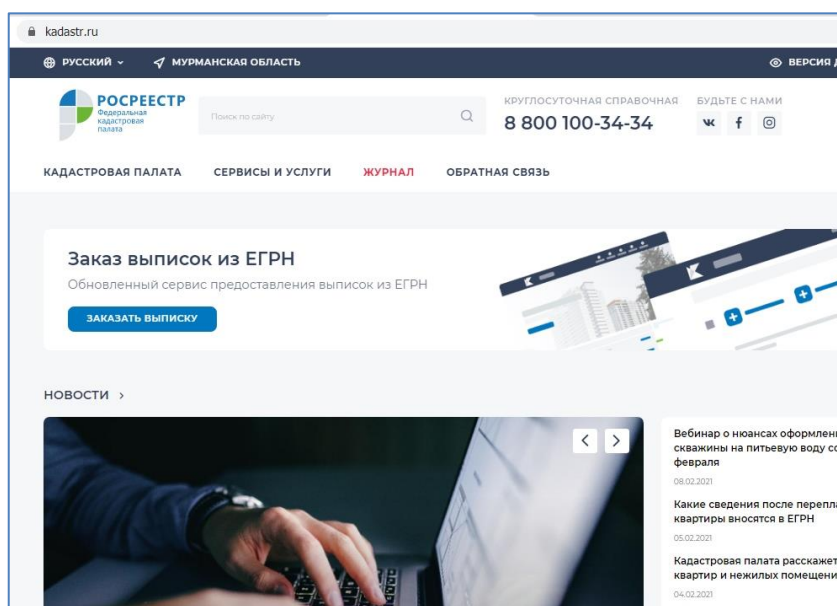 kadastr.ru
РУССКИЙ
МУРМАНСКАЯ ОБЛАСТЬ
ВЕРСИЯ
РОСРЕЕСТР
Федеральная
кадастровая
палата
Поиск по сайту
КРУГЛОСУТОЧНАЯ СПРАВОЧНАЯ
8 800 100-34-34
БУДЬТЕ С НАМИ
КАДАСТРОВАЯ ПАЛАТА
СЕРВИСЫ И УСЛУГИ
ЖУРНАЛ
ОБРАТНАЯ СВЯЗЬ
Заказ выписок из ЕГРН
Обновленный сервис предоставления выписок из ЕГРН
ЗАКАЗАТЬ ВЫПИСКУ
НОВОСТИ
Вебинар о нюансах оформлени
скважины на питьевую воду со
февраля
08.02.2021
Какие сведения после перепла
квартиры вносятся в ЕГРН
05.02.2021
Кадастровая палата расскажет
квартир и нежилых помещени
04.02.2021